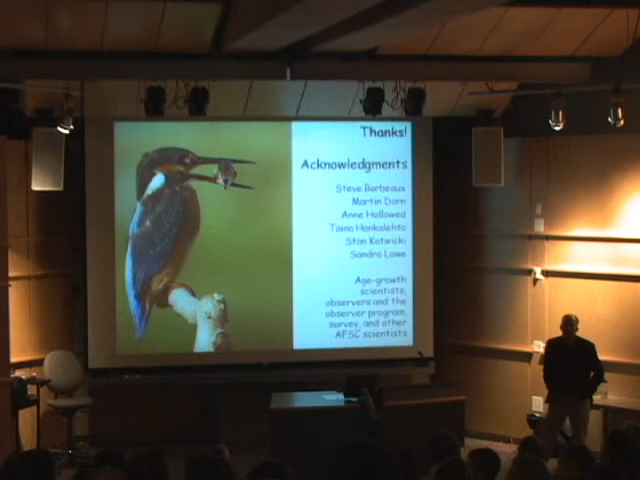 Thanks!
Acknowledgments
Steve Barbeaux
Martin Dorn
Anne Hollowed
Taina Honkalehto
Stan Kotwicki
Sandra Lowe
Age-growth
scientists,
observers and the
observer program,
survey, and other
AFSC scientists